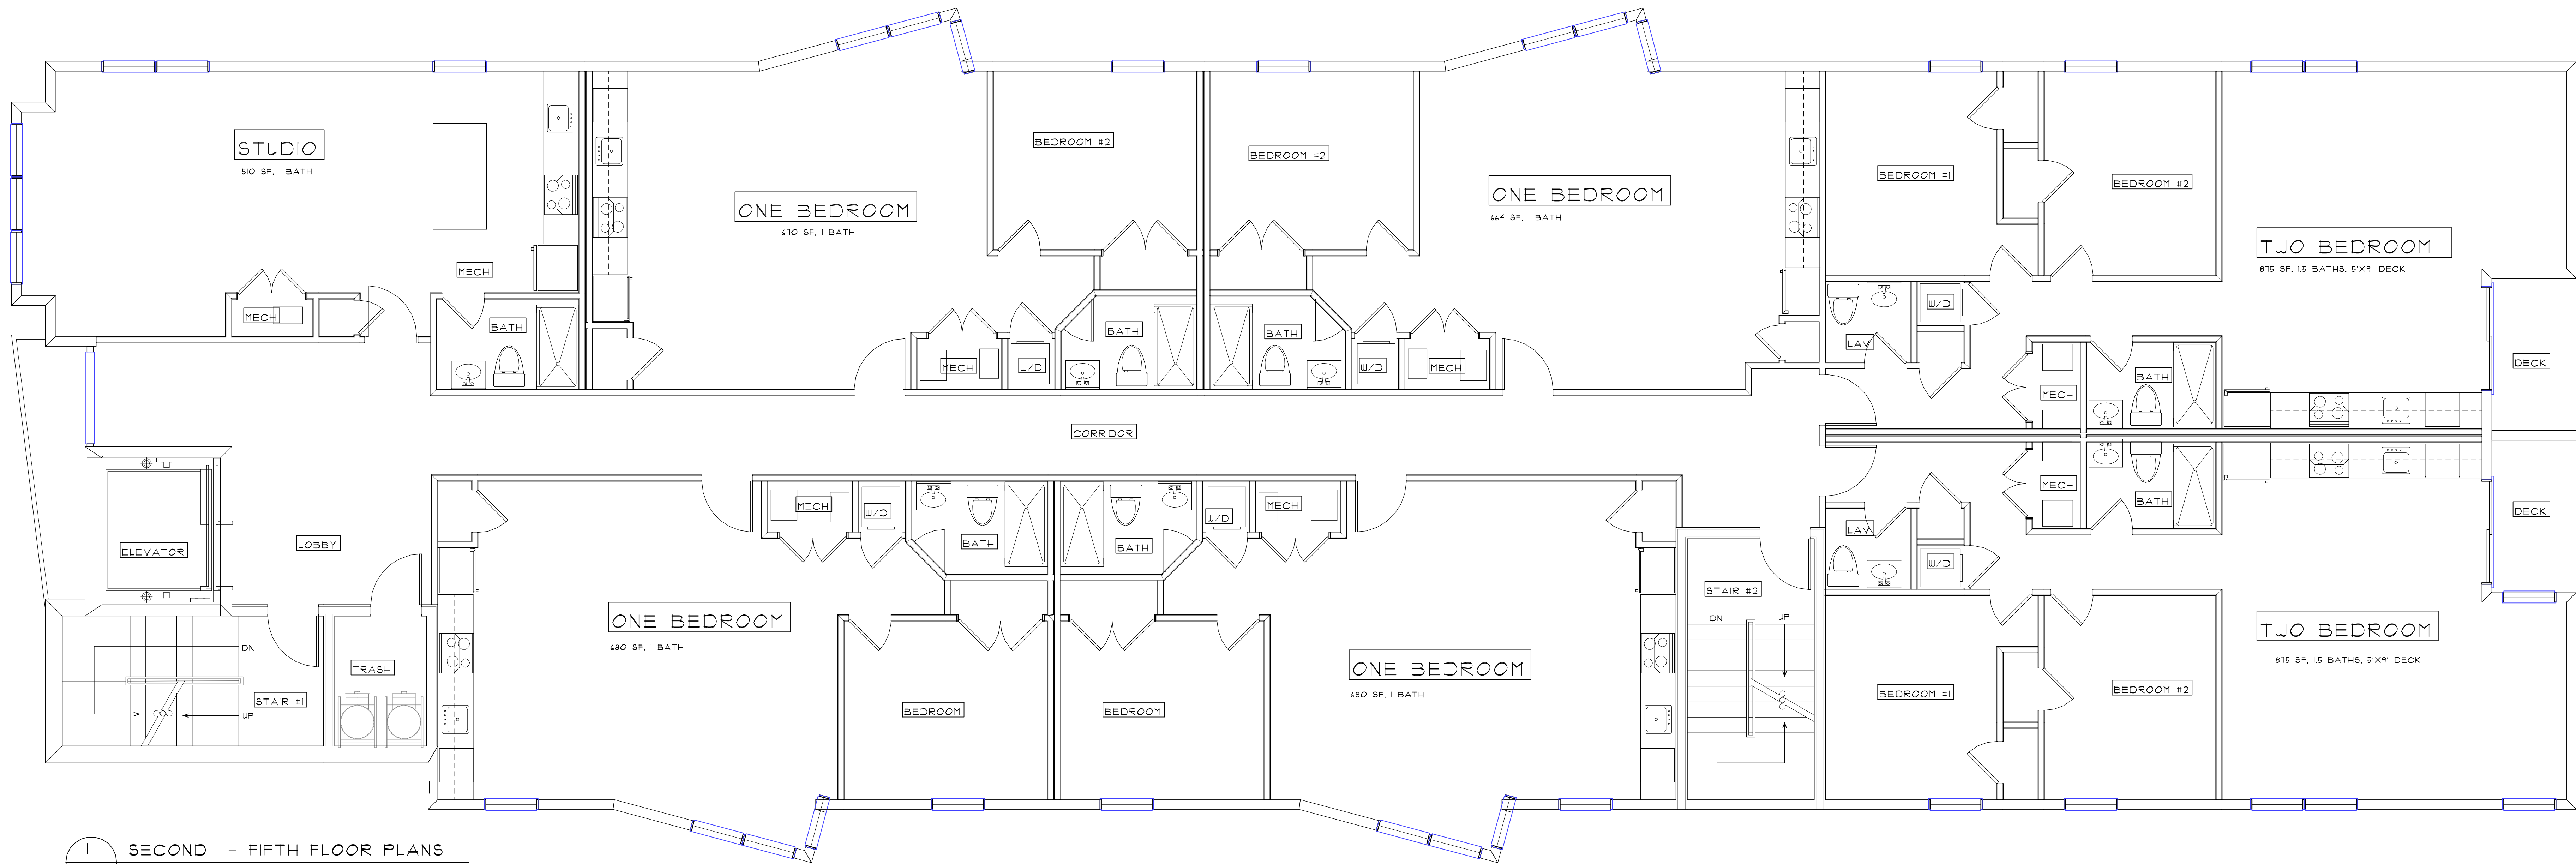 STUDIO
510 SF, 1 BATH
MECH
MECH
BATH
ONE BEDROOM
670 SF, 1 BATH
BEDROOM #2
MECH
W/D
BATH
BEDROOM #2
ONE BEDROOM
664 SF, 1 BATH
BATH
W/D
MECH
BEDROOM #1
BEDROOM #2
TWO BEDROOM
875 SF, 1.5 BATHS, 5'X9' DECK
LAV
W/D
MECH
BATH
DECK
CORRIDOR
ELEVATOR
LOBBY
DN
UP
STAIR #1
TRASH
ONE BEDROOM
680 SF, 1 BATH
MECH
W/D
BATH
BEDROOM
BATH
W/D
MECH
BEDROOM
ONE BEDROOM
680 SF, 1 BATH
STAIR #2
DN
UP
MECH
BATH
DECK
LAV
W/D
BEDROOM #1
BEDROOM #2
TWO BEDROOM
875 SF, 1.5 BATHS, 5'X9' DECK
1
SECOND - FIFTH FLOOR PLANS